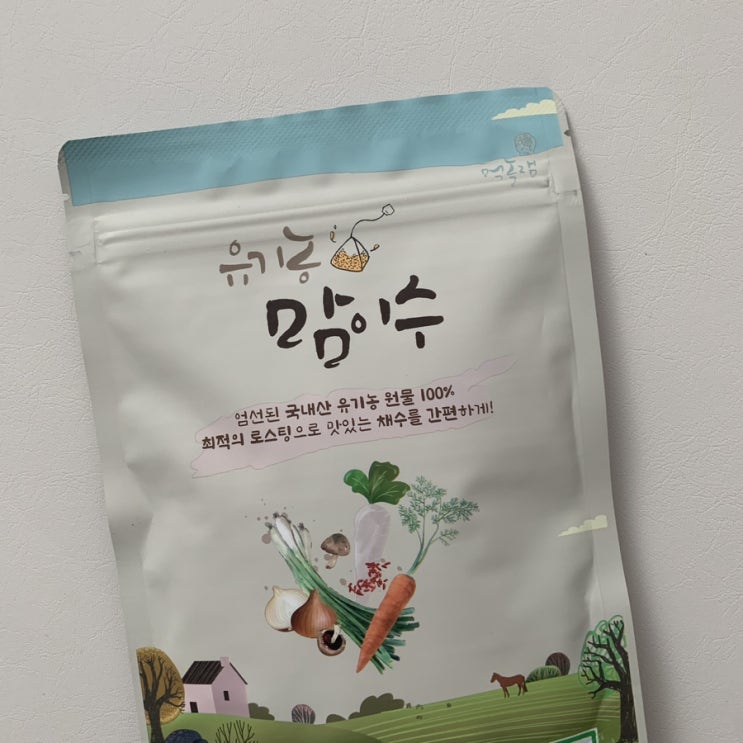 유기농
맘이수
엄선된 국내산 유기농 원물 100%
최적의 로스팅으로 맛있는 채수를 간편하게!